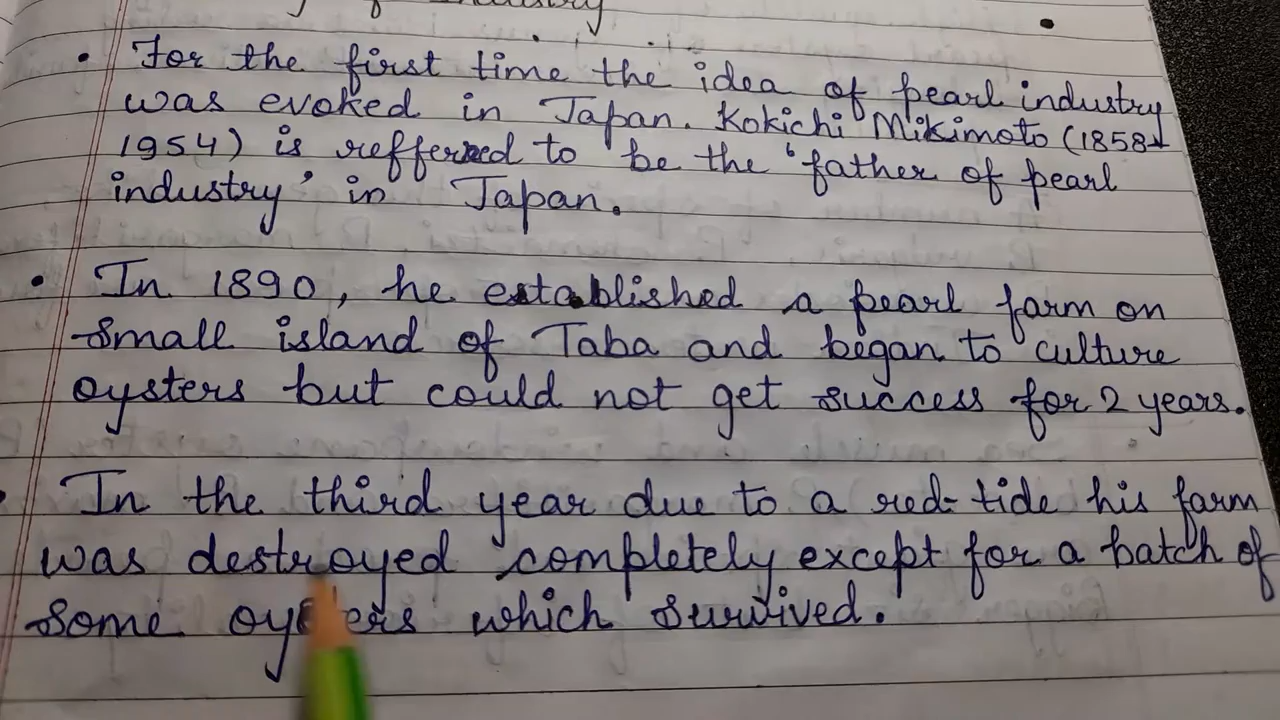 • For the first time the idea of pearl industry
was evoked in Japan. Kokichi Mikimoto (1858-
1954) is refferred to be the 'father of pearl
industry' in Japan.
• In 1890, he established a pearl farm on
small island of Taba and began to culture
oysters but could not get success for 2 years.
• In the third year due to a red-tide his farm
was destroyed completely except for a batch of
some oysters which survived.